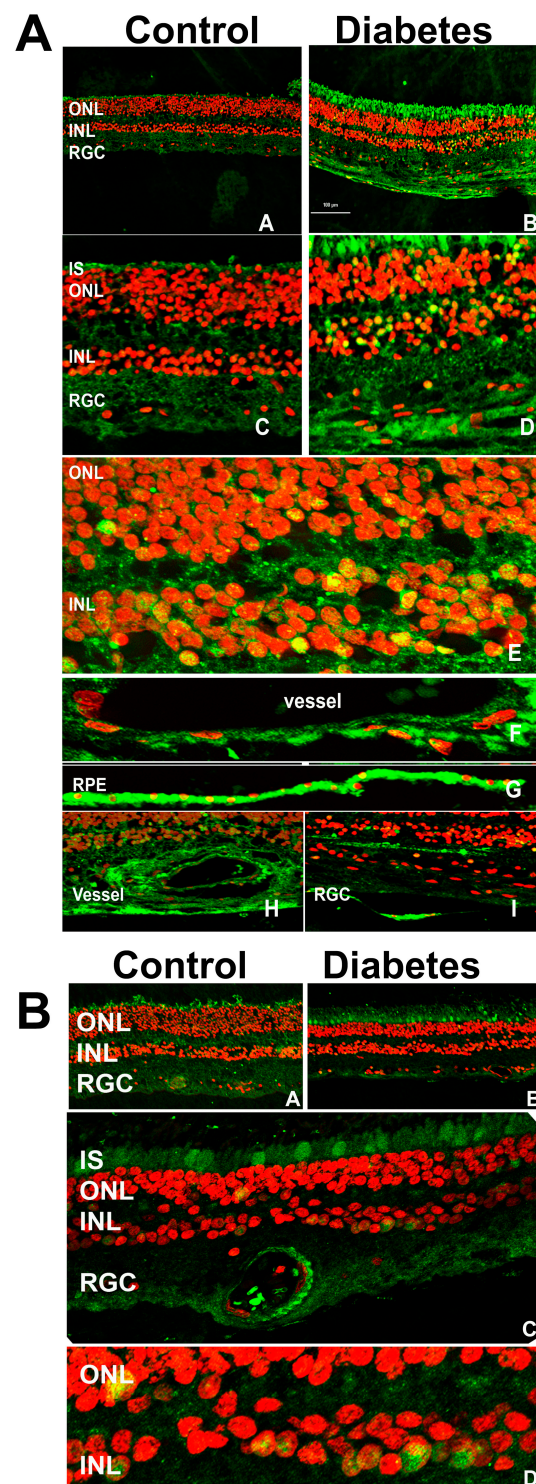 A
Control Diabetes
ONL
INL
RGC
A
100 µm
B
IS
ONL
INL
RGC
C
D
ONL
INL
E
vessel
F
RPE
G
Vessel
H
RGC
I
Control Diabetes
B
ONL
INL
RGC
A
B
IS
ONL
INL
RGC
C
ONL
INL
D